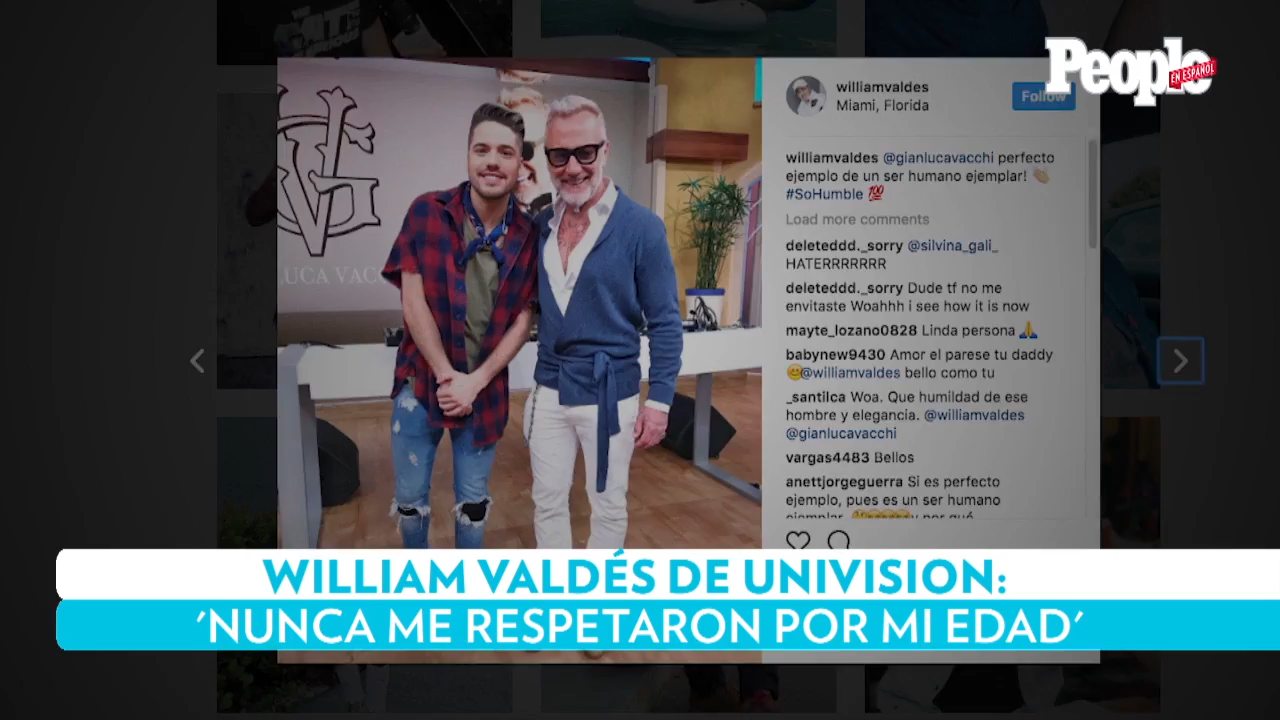 People
EN ESPAÑOL
williamvaldes
Miami, Florida
Follow
williamvaldes @gianlucavacchi perfecto
ejemplo de un ser humano ejemplar! 👏🏼
#SoHumble 💯
Load more comments
deleteddd._sorry @silvina_gali_
HATERRRRRRR
deleteddd._sorry Dude tf no me
envitaste Woahhh i see how it is now
mayte_lozano0828 Linda persona 🙏
babynew9430 Amor el parese tu daddy
😊@williamvaldes bello como tu
_santilca Woa. Que humildad de ese
hombre y elegancia. @williamvaldes
@gianlucavacchi
vargas4483 Bellos
anettjorgeguerra Si es perfecto
ejemplo, pues es un ser humano
ejemplar. y por qué
GV
LUCA VACC
WILLIAM VALDÉS DE UNIVISION:
'NUNCA ME RESPETARON POR MI EDAD'